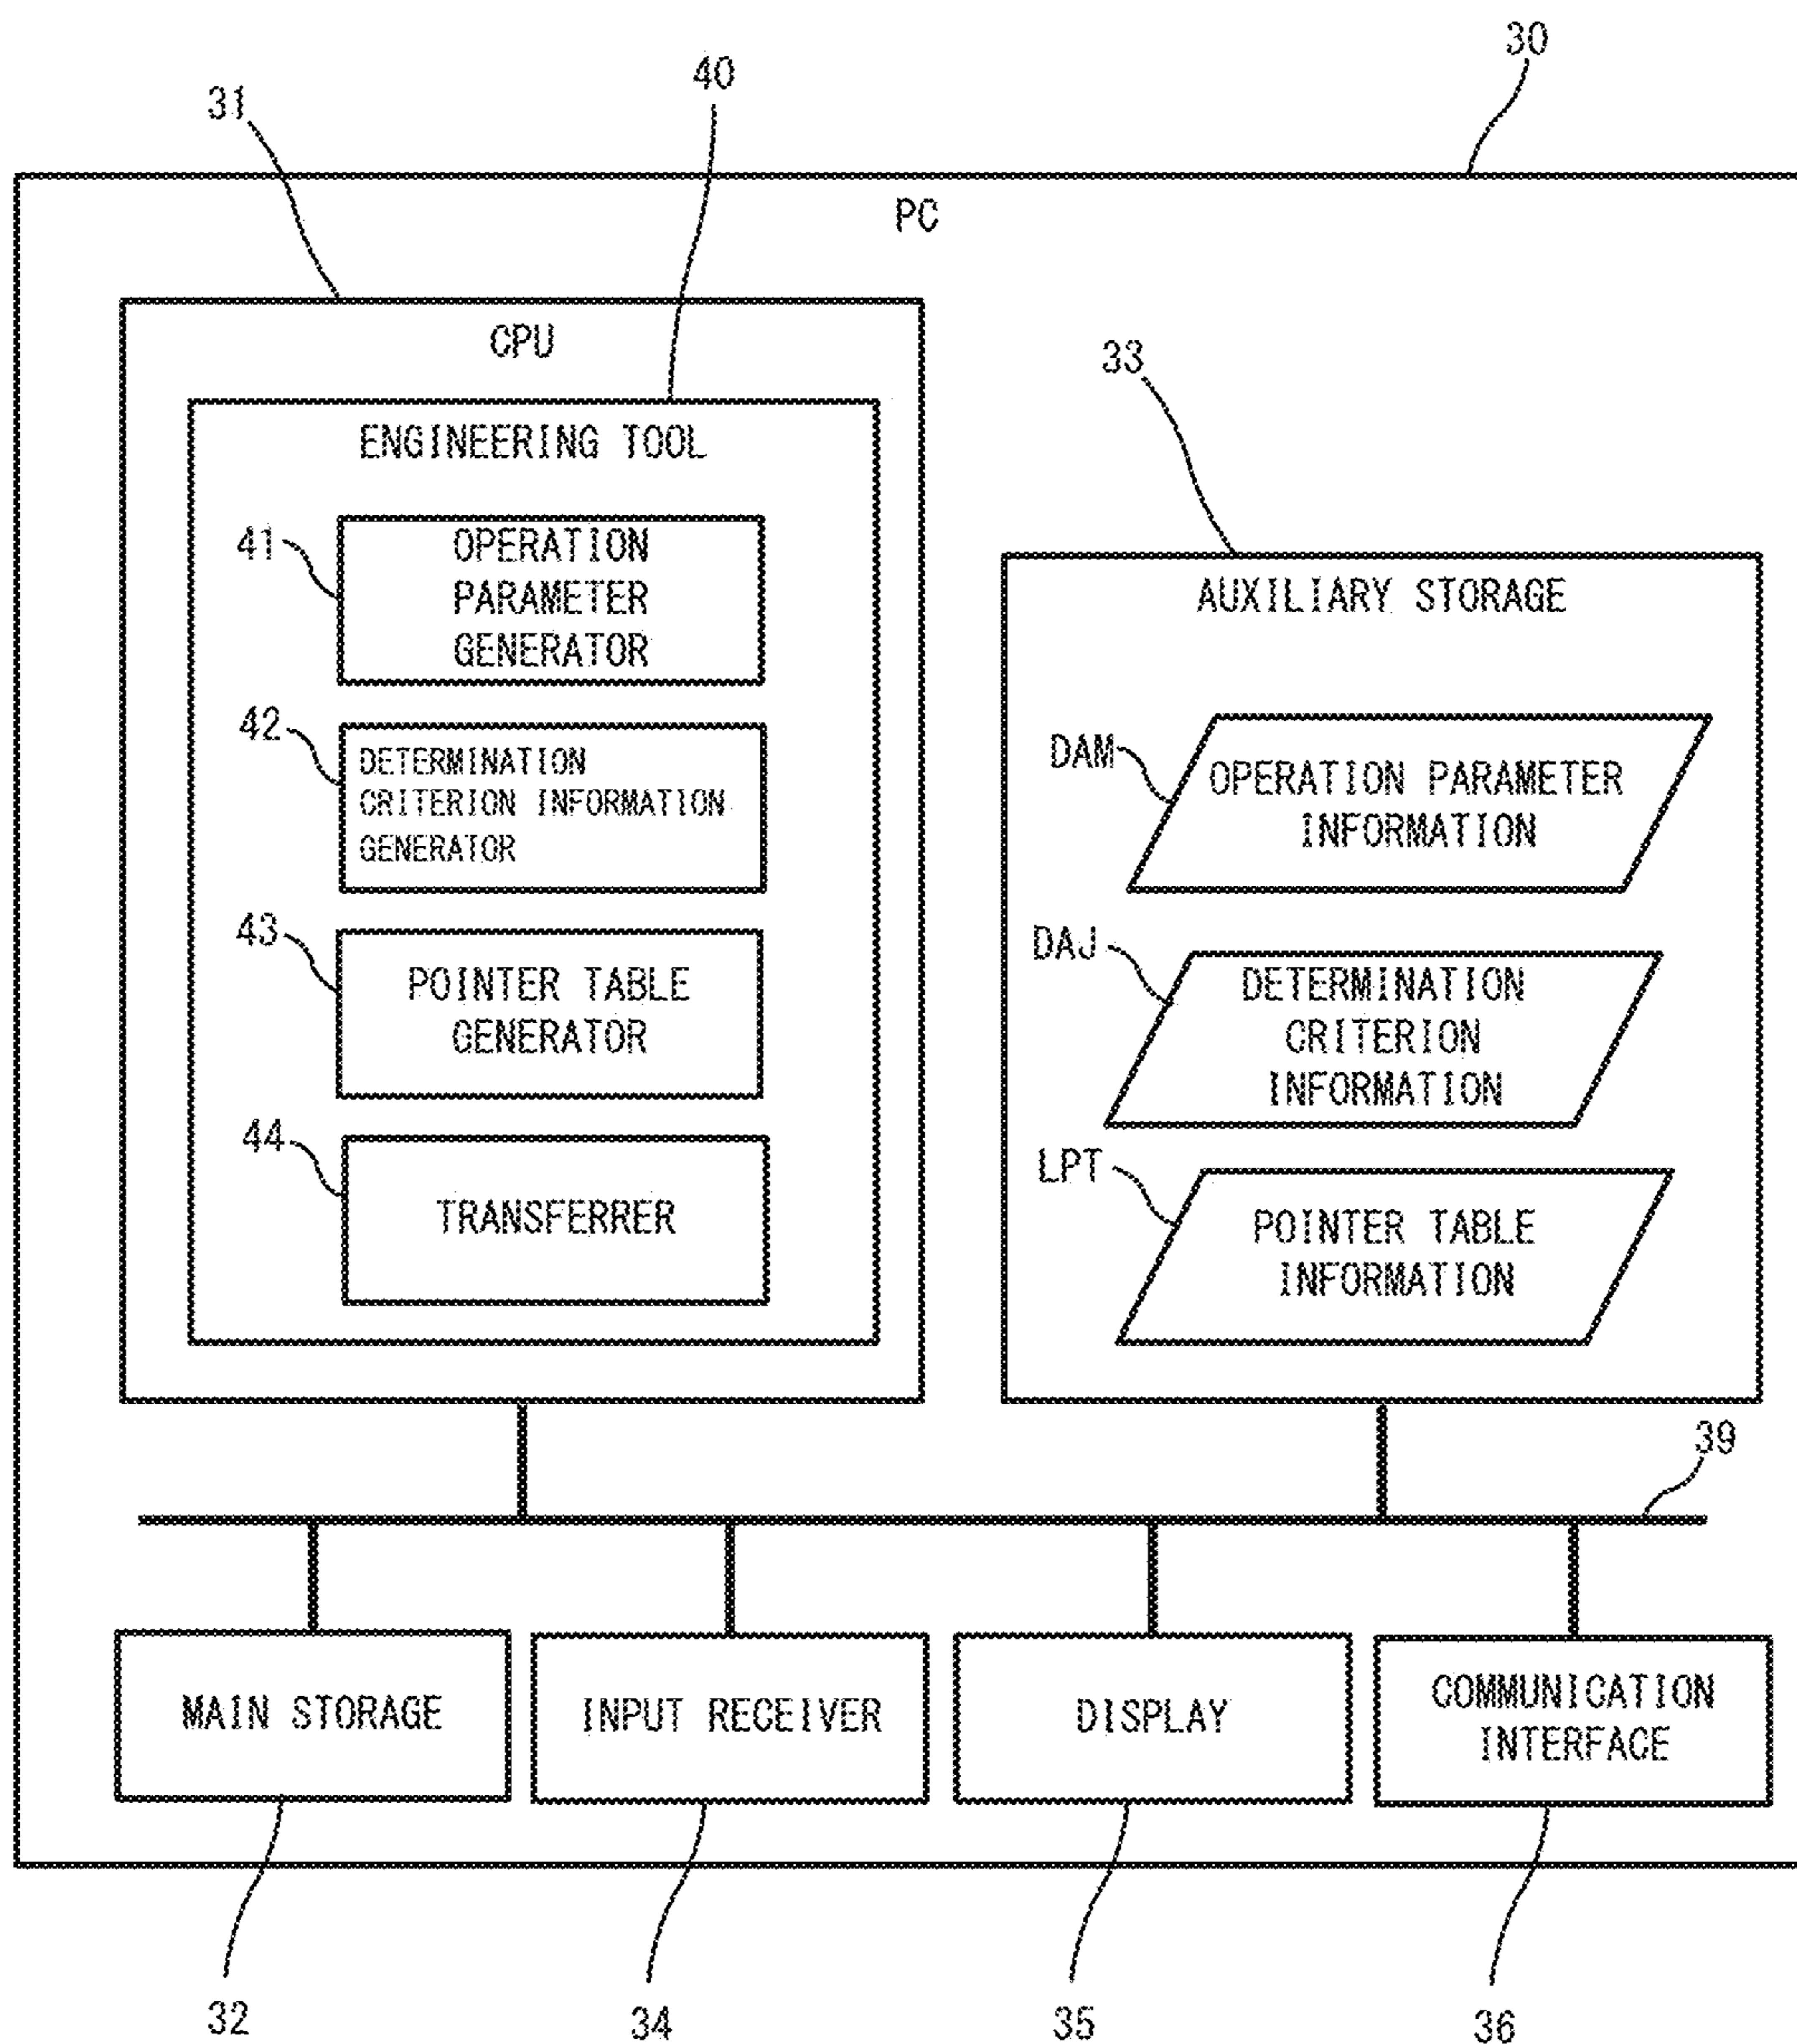 30
40
31
PC
CPU
33
ENGINEERING TOOL
41
OPERATION
PARAMETER
GENERATOR
AUXILIARY STORAGE
42
DETERMINATION
CRITERION INFORMATION
GENERATOR
DAM
OPERATION PARAMETER
INFORMATION
43
POINTER TABLE
GENERATOR
DAJ
DETERMINATION
CRITERION
INFORMATION
44
TRANSFERRER
LPT
POINTER TABLE
INFORMATION
39
MAIN STORAGE
INPUT RECEIVER
DISPLAY
COMMUNICATION
INTERFACE
32
34
35
36